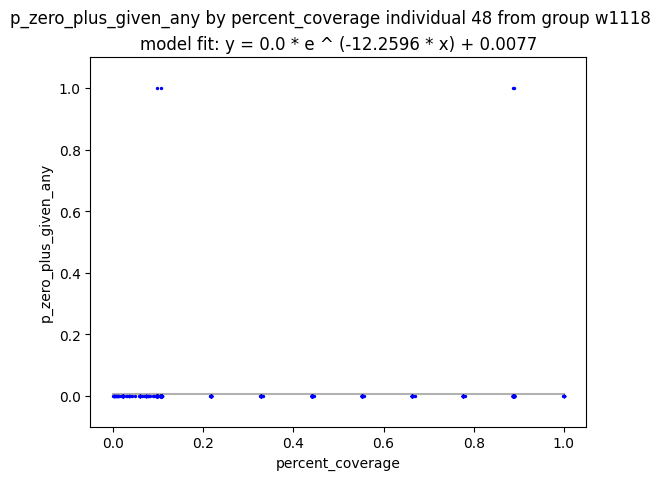 p_zero_plus_given_any by percent_coverage individual 48 from group w1118
model fit: y = 0.0 * e ^ (-12.2596 * x) + 0.0077
1.0
0.8
0.6
0.4
0.2
0.0
p_zero_plus_given_any
0.0 0.2 0.4 0.6 0.8 1.0
percent_coverage